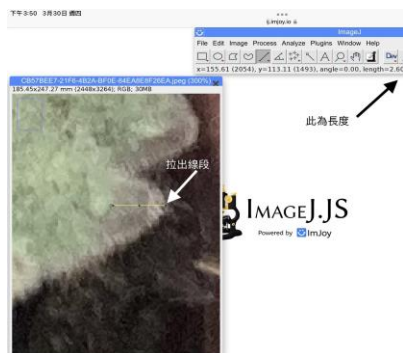 下午3:50 3月30日 週四
ij.imjoy.io
ImageJ
File Edit Image Process Analyze Plugins Window Help
Dev
x=155.61 (2054), y=113.11 (1493), angle=0.00, length=2.60
CB57BEE7-21F6-4B2A-BF0E-84EA8E6F26EA.jpeg (300%)
185.45x247.27 mm (2448x3264); RGB; 30MB
此為長度
拉出線段
IMAGEJ.JS
Powered by ImJoy